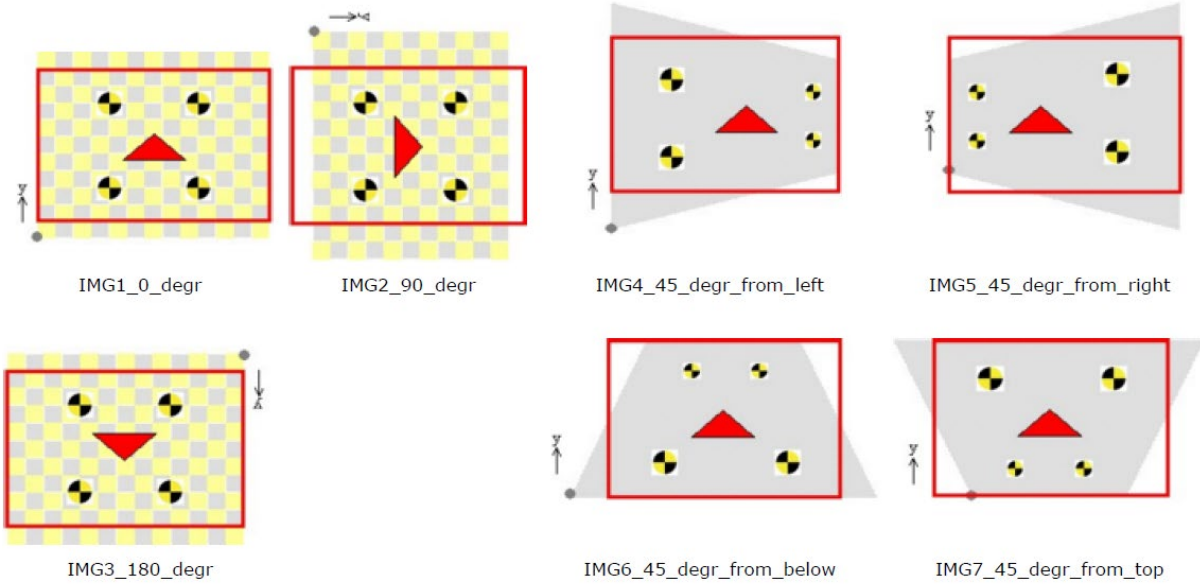 y
y
y
y
IMG1_0_degr
IMG2_90_degr
IMG4_45_degr_from_left
IMG5_45_degr_from_right
y
y
y
IMG3_180_degr
IMG6_45_degr_from_below
IMG7_45_degr_from_top